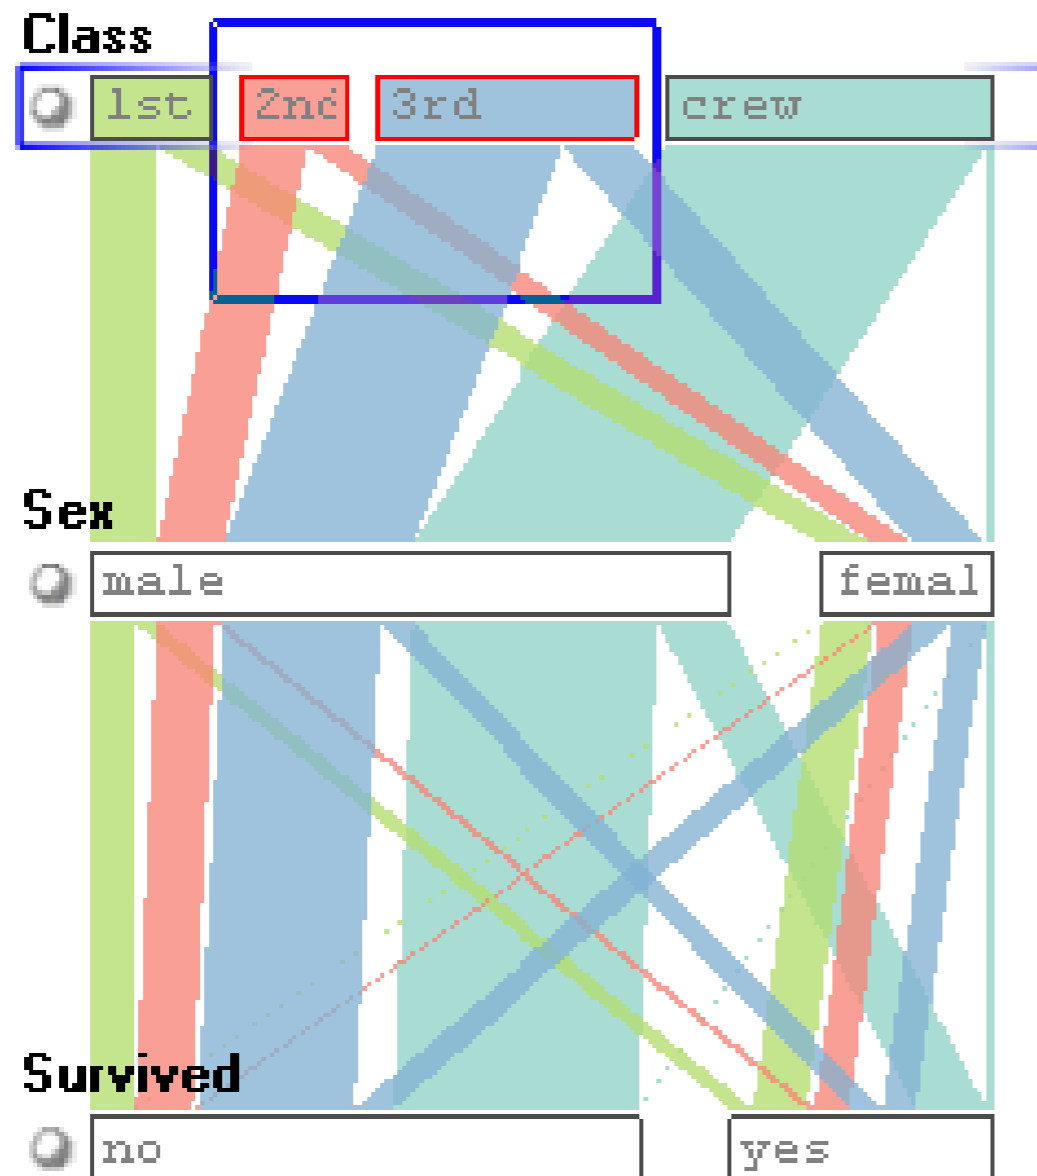 Class
1st 2nd 3rd crew
Sex
male femal
Survived
no yes